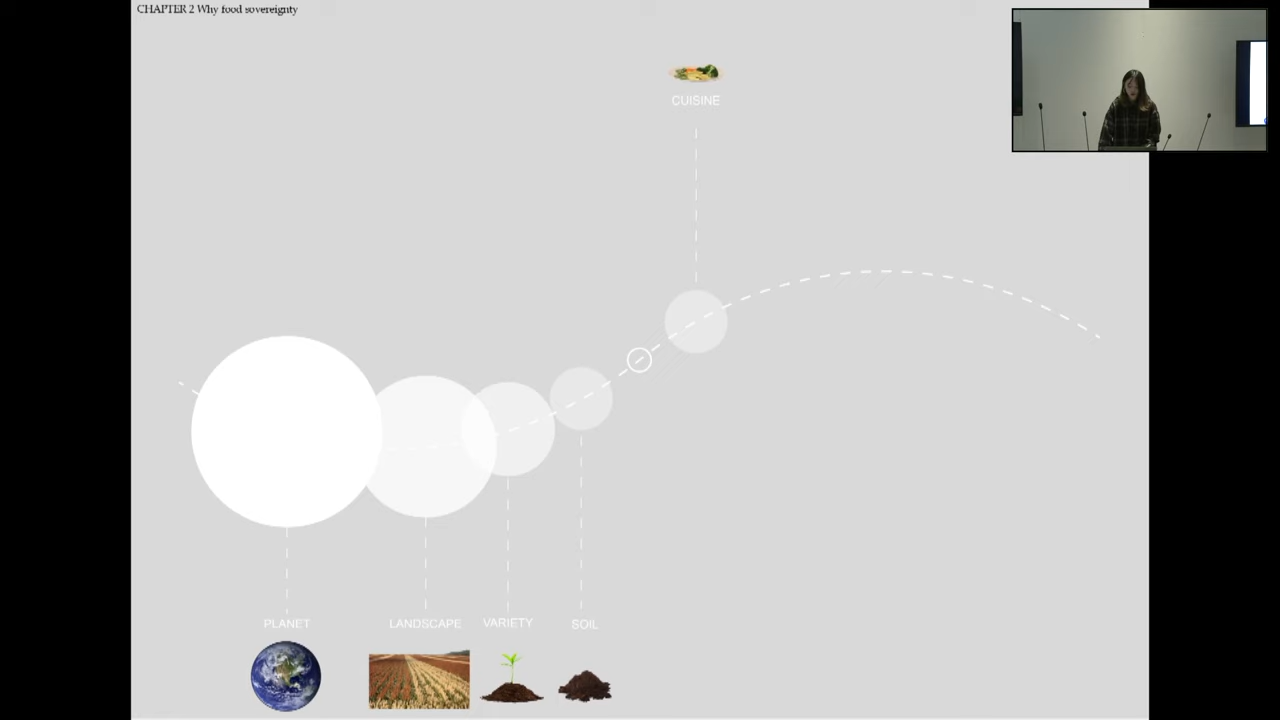 CHAPTER 2 Why food sovereignty
CUISINE
PLANET
LANDSCAPE
VARIETY
SOIL